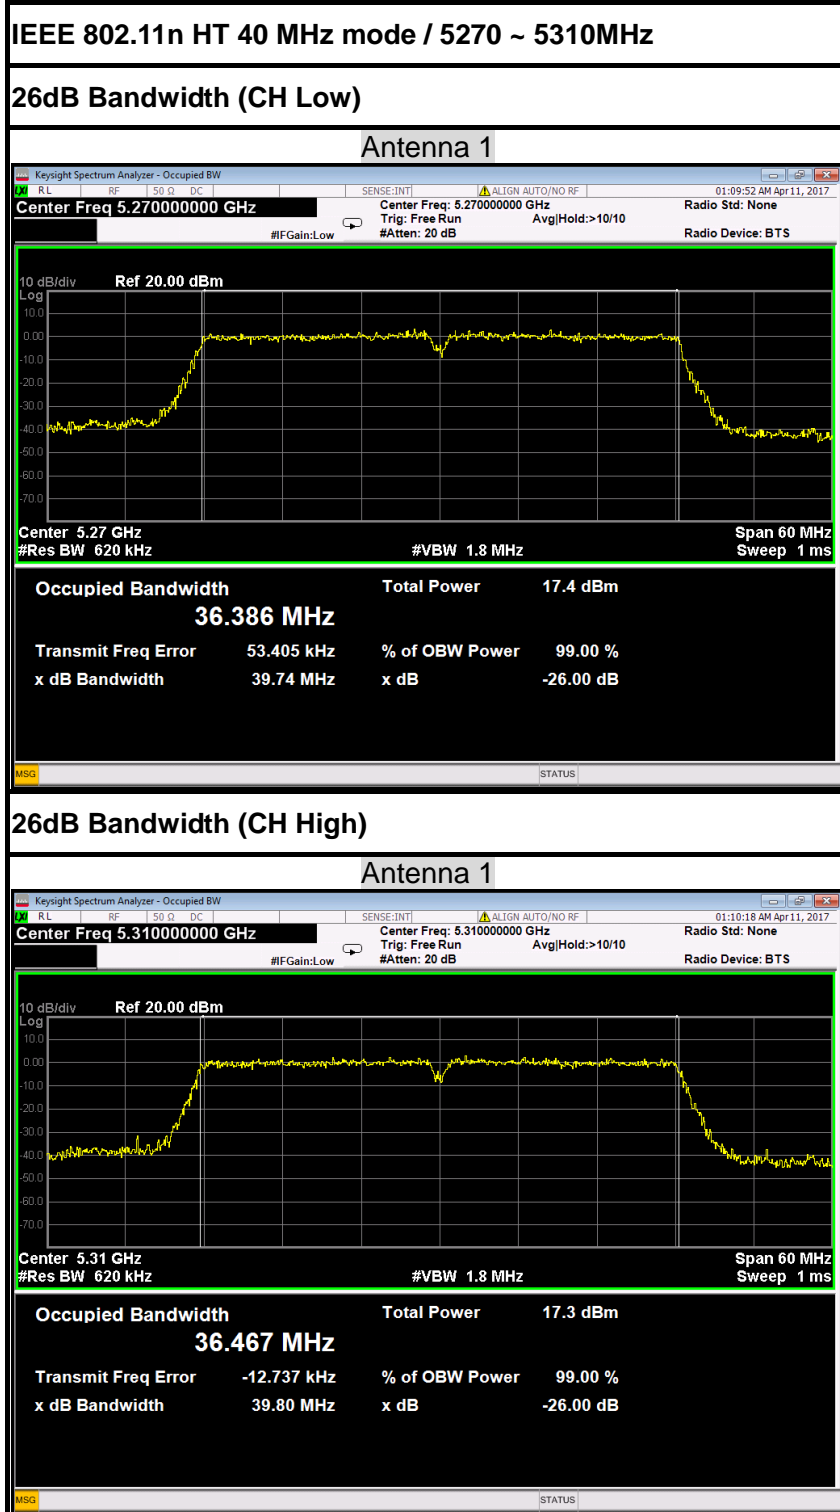 IEEE 802.11n HT 40 MHz mode / 5270 ~ 5310MHz
26dB Bandwidth (CH Low)
Antenna 1
Keysight Spectrum Analyzer - Occupied BW
LXI RL RF 50 Ω DC SENSE:INT ALIGN AUTO/NO RF 01:09:52 AM Apr 11, 2017
Center Freq 5.270000000 GHz Center Freq: 5.270000000 GHz Radio Std: None
Trig: Free Run Avg|Hold:>10/10
#IFGain:Low #Atten: 20 dB Radio Device: BTS
10 dB/div Ref 20.00 dBm
Log
10.0
0.00
-10.0
-20.0
-30.0
-40.0
-50.0
-60.0
-70.0
Center 5.27 GHz Span 60 MHz
#Res BW 620 kHz #VBW 1.8 MHz Sweep 1 ms
Occupied Bandwidth Total Power 17.4 dBm
36.386 MHz
Transmit Freq Error 53.405 kHz % of OBW Power 99.00 %
x dB Bandwidth 39.74 MHz x dB -26.00 dB
MSG STATUS
26dB Bandwidth (CH High)
Antenna 1
Keysight Spectrum Analyzer - Occupied BW
LXI RL RF 50 Ω DC SENSE:INT ALIGN AUTO/NO RF 01:10:18 AM Apr 11, 2017
Center Freq 5.310000000 GHz Center Freq: 5.310000000 GHz Radio Std: None
Trig: Free Run Avg|Hold:>10/10
#IFGain:Low #Atten: 20 dB Radio Device: BTS
10 dB/div Ref 20.00 dBm
Log
10.0
0.00
-10.0
-20.0
-30.0
-40.0
-50.0
-60.0
-70.0
Center 5.31 GHz Span 60 MHz
#Res BW 620 kHz #VBW 1.8 MHz Sweep 1 ms
Occupied Bandwidth Total Power 17.3 dBm
36.467 MHz
Transmit Freq Error -12.737 kHz % of OBW Power 99.00 %
x dB Bandwidth 39.80 MHz x dB -26.00 dB
MSG STATUS